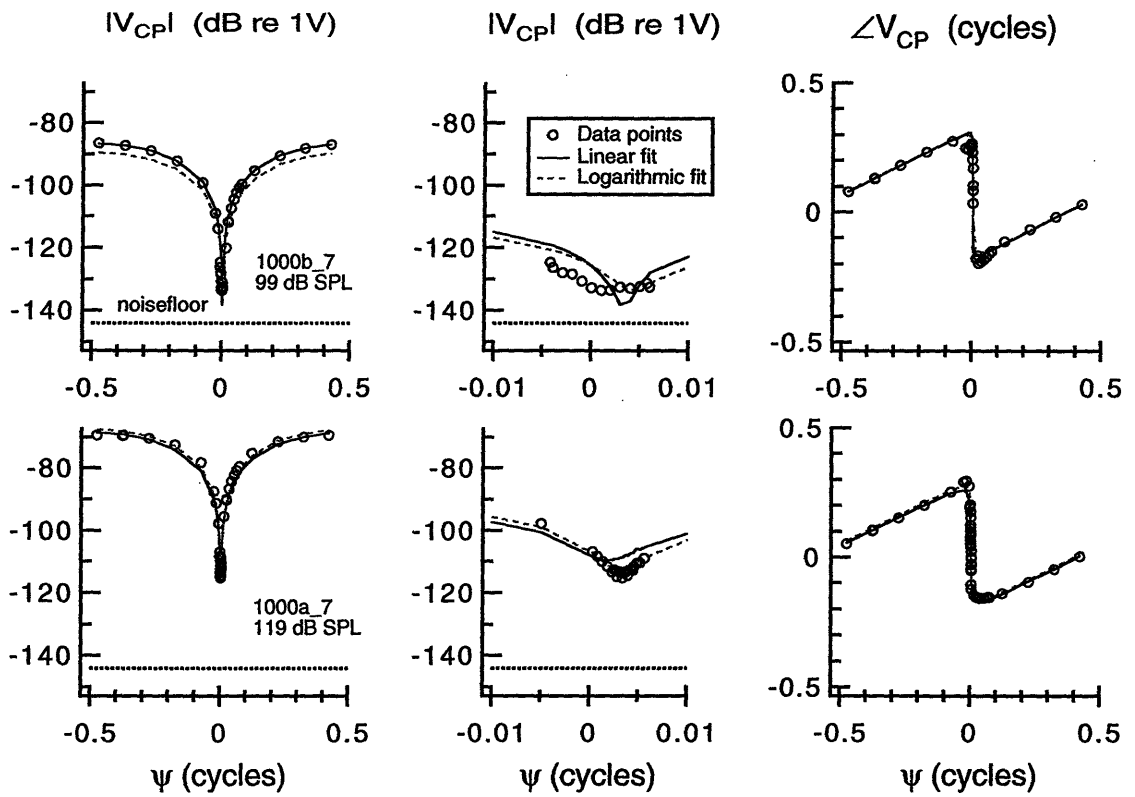 |V_CP| (dB re 1V) |V_CP| (dB re 1V) ∠V_CP (cycles)
-80
-100
-120
-140
1000b_7
99 dB SPL
noisefloor
-0.5 0 0.5
-80
-100
-120
-140
Data points
Linear fit
Logarithmic fit
-0.01 0 0.01
0.5
0
-0.5
-0.5 0 0.5
-80
-100
-120
-140
1000a_7
119 dB SPL
-0.5 0 0.5
ψ (cycles)
-80
-100
-120
-140
-0.01 0 0.01
ψ (cycles)
0.5
0
-0.5
-0.5 0 0.5
ψ (cycles)